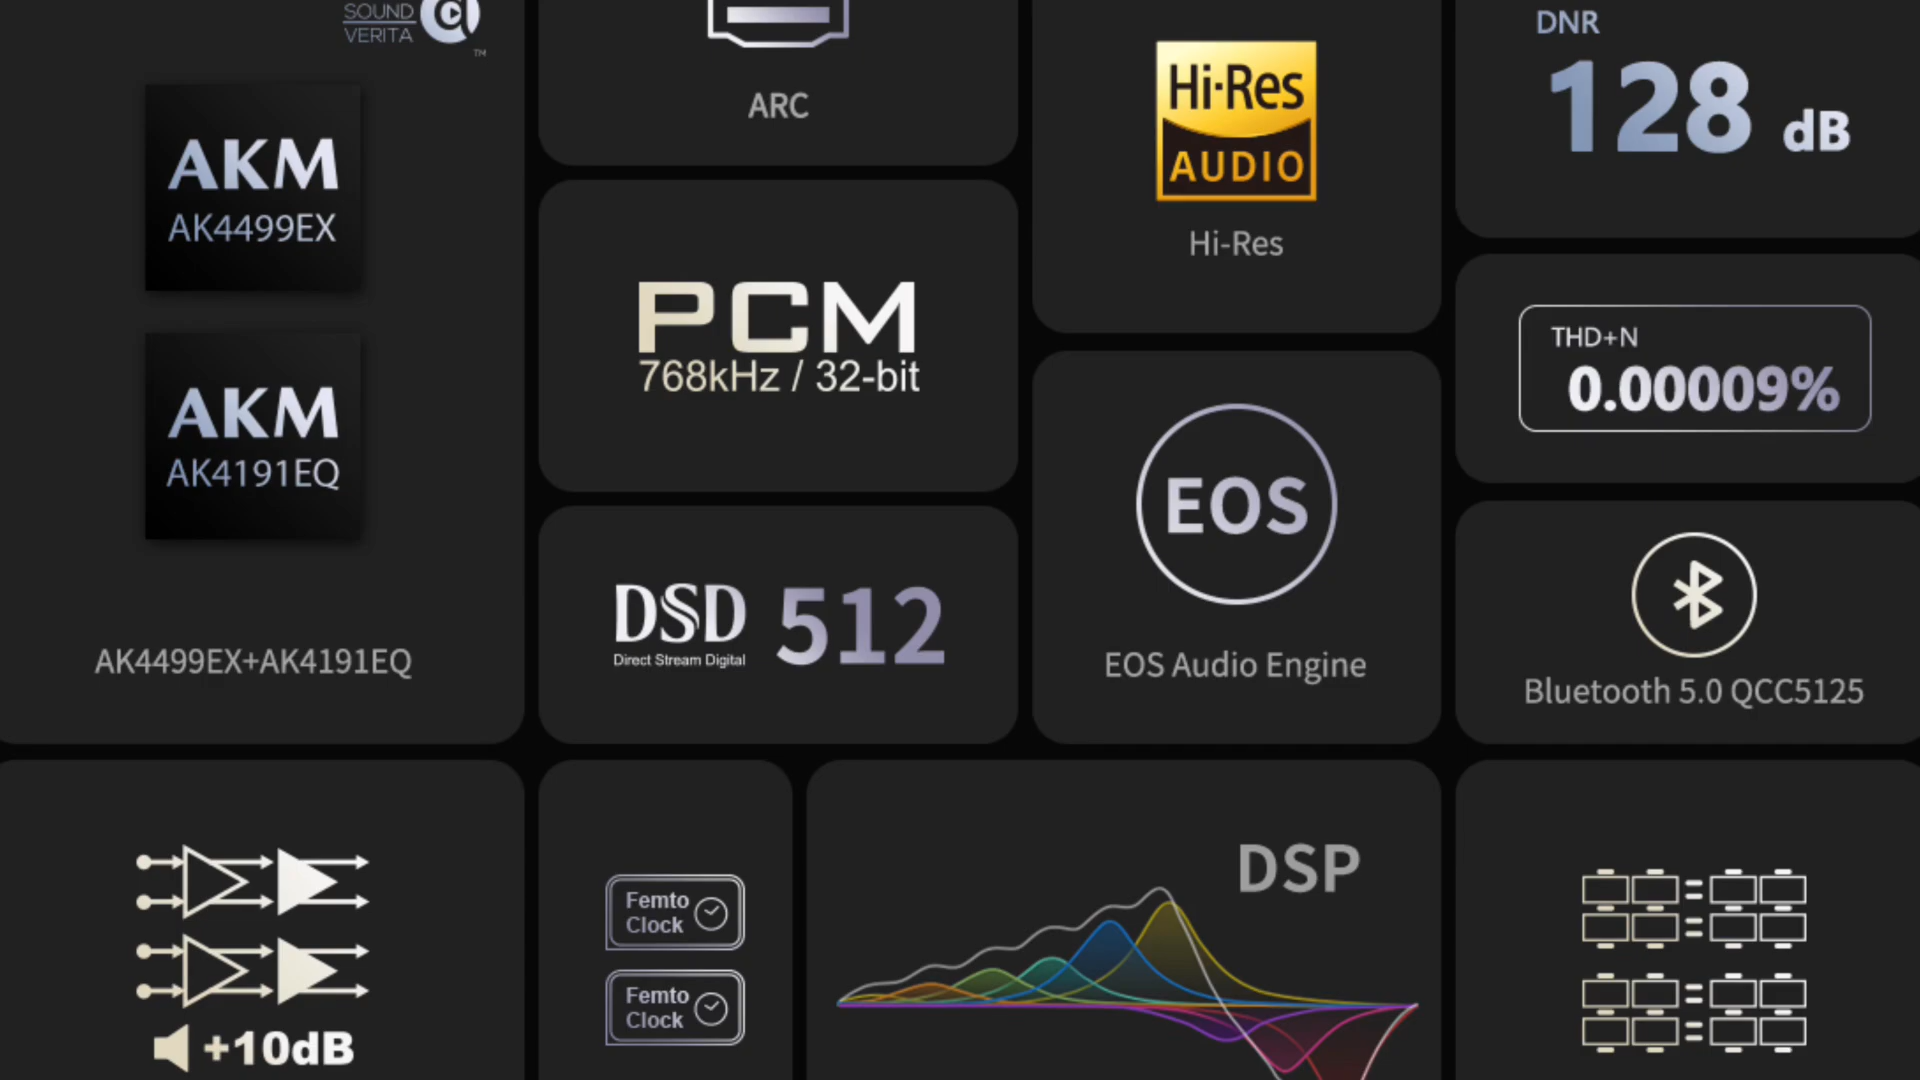 SOUND
VERITA
TM
AKM
AK4499EX
AKM
AK4191EQ
AK4499EX+AK4191EQ
ARC
PCM
768kHz / 32-bit
DSD 512
Direct Stream Digital
Hi-Res
AUDIO
Hi-Res
EOS
EOS Audio Engine
DNR
128 dB
THD+N
0.00009%
Bluetooth 5.0 QCC5125
+10dB
Femto
Clock
Femto
Clock
DSP